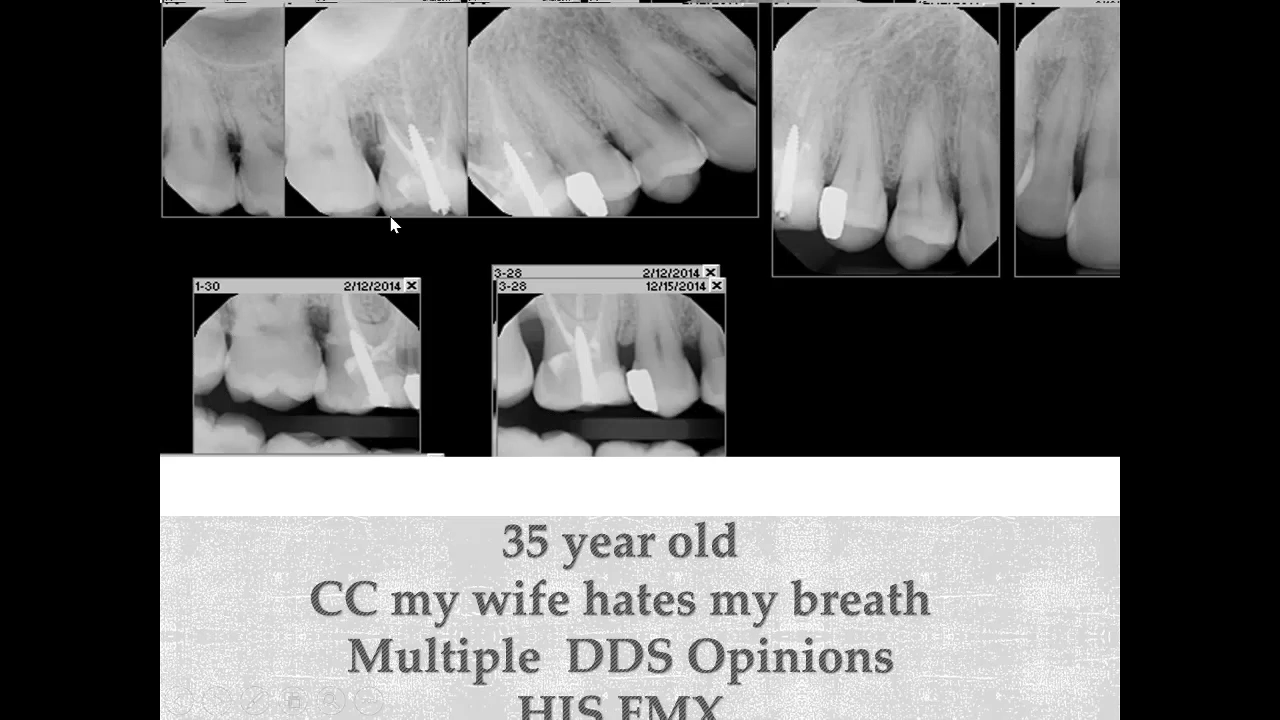 3-28 2/12/2014
1-30 2/12/2014
3-28 12/15/2014
35 year old
CC my wife hates my breath
Multiple DDS Opinions
HIS FMX